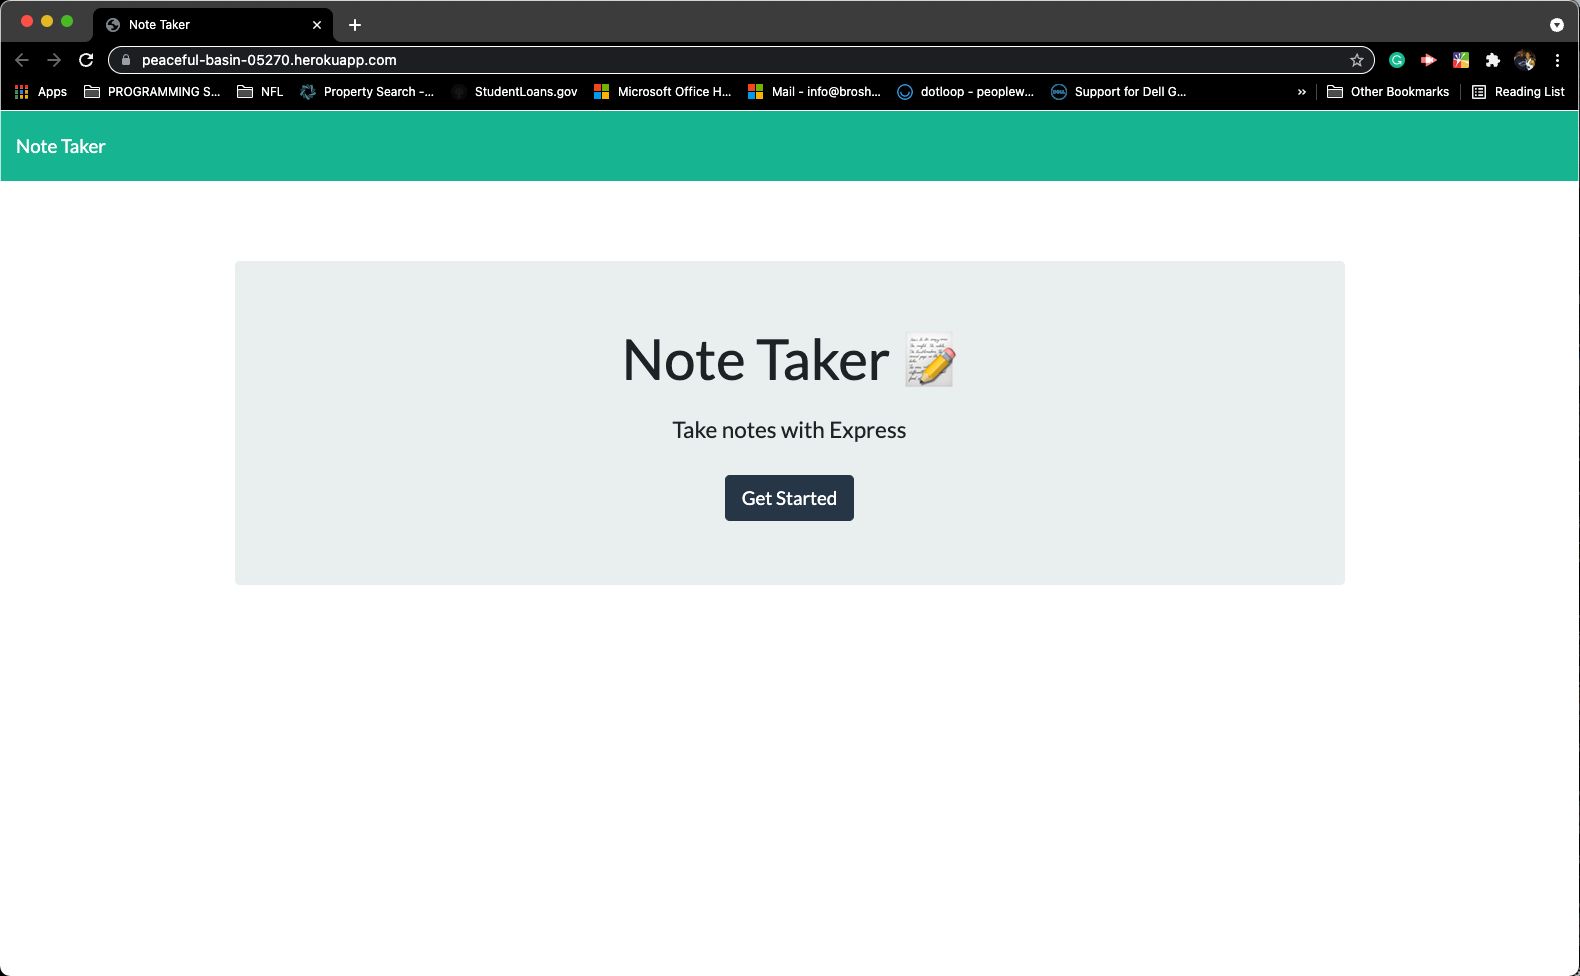 Note Taker
peaceful-basin-05270.herokuapp.com
Apps PROGRAMMING S... NFL Property Search -... StudentLoans.gov Microsoft Office H... Mail - info@brosh... dotloop - peoplew... Support for Dell G... » Other Bookmarks Reading List
Note Taker
Note Taker
Take notes with Express
Get Started